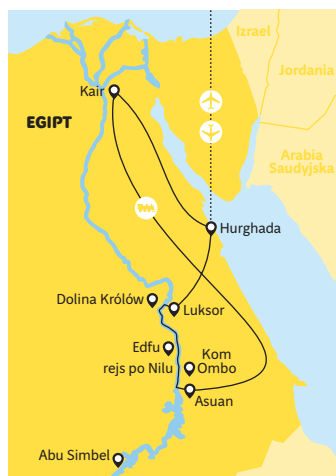 Izrael
Jordania
Kair
EGIPT
Arabia
Saudyjska
Hurghada
Dolina Królów
Luksor
Edfu
Kom
Ombo
rejs po Nilu
Asuan
Abu Simbel